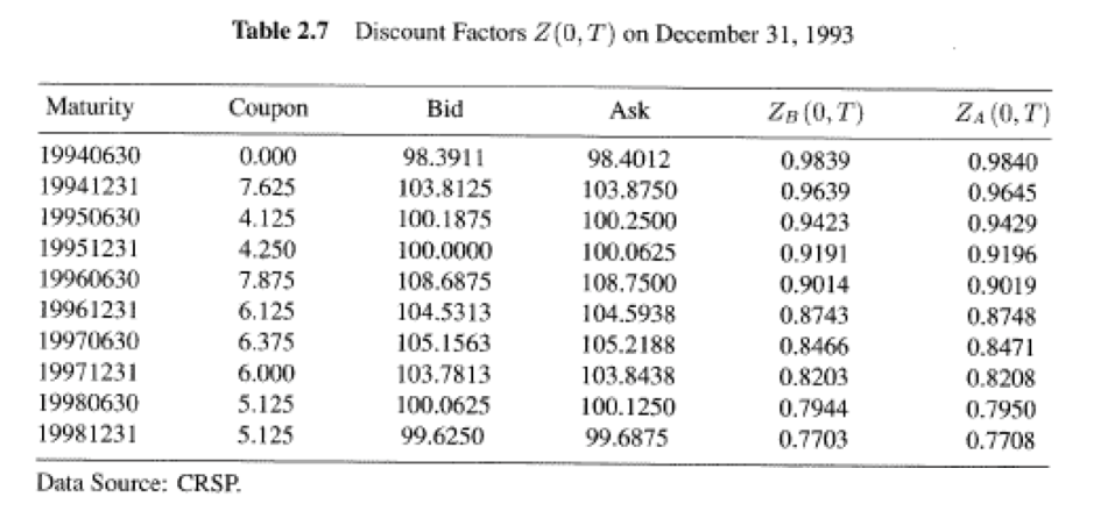 Table 2.7 Discount Factors Z(0, T) on December 31, 1993
Maturity Coupon Bid Ask Z_B(0, T) Z_A(0, T)
19940630 0.000 98.3911 98.4012 0.9839 0.9840
19941231 7.625 103.8125 103.8750 0.9639 0.9645
19950630 4.125 100.1875 100.2500 0.9423 0.9429
19951231 4.250 100.0000 100.0625 0.9191 0.9196
19960630 7.875 108.6875 108.7500 0.9014 0.9019
19961231 6.125 104.5313 104.5938 0.8743 0.8748
19970630 6.375 105.1563 105.2188 0.8466 0.8471
19971231 6.000 103.7813 103.8438 0.8203 0.8208
19980630 5.125 100.0625 100.1250 0.7944 0.7950
19981231 5.125 99.6250 99.6875 0.7703 0.7708
Data Source: CRSP.